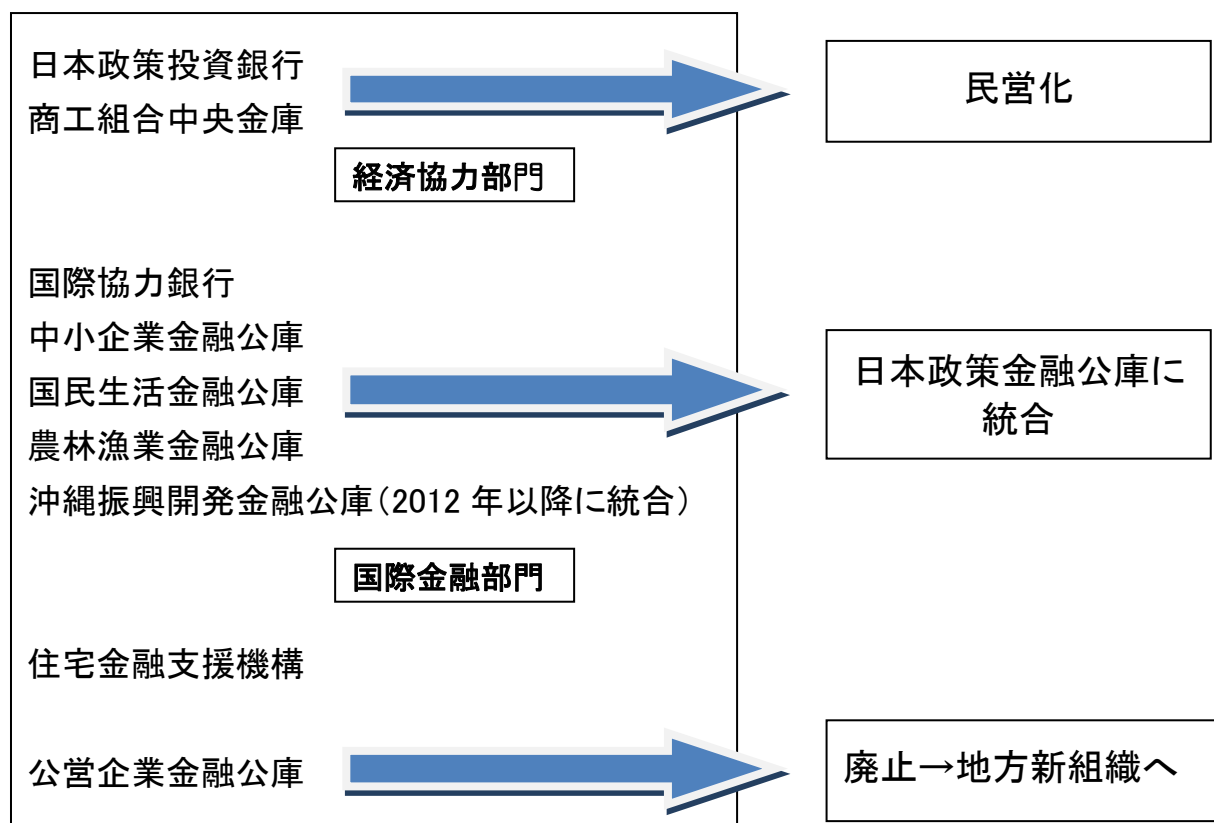 日本政策投資銀行
商工組合中央金庫
民営化
経済協力部門
国際協力銀行
中小企業金融公庫
国民生活金融公庫
農林漁業金融公庫
沖縄振興開発金融公庫(2012 年以降に統合)
日本政策金融公庫に
統合
国際金融部門
住宅金融支援機構
公営企業金融公庫
廃止→地方新組織へ